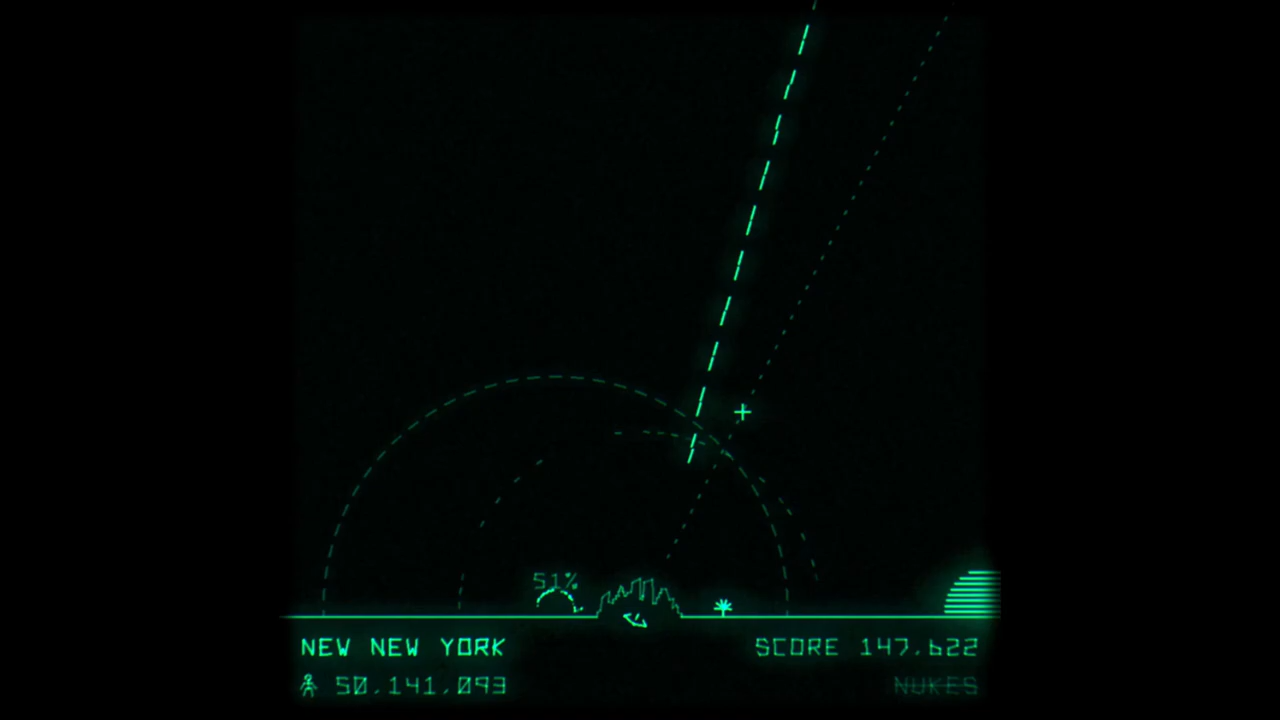 51%
NEW NEW YORK
SCORE 147,622
50,141,093
NUKES